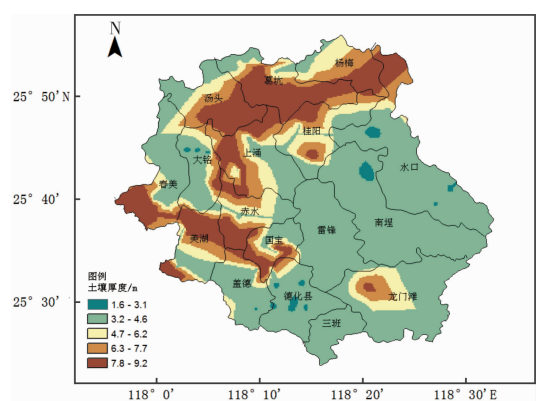 N
杨梅
葛坑
25° 50′N
汤头
桂阳
上涌
大铭
水口
25° 40′
春美
赤水
南埕
雷锋
美湖
国宝
图例
土壤厚度/n
盖德
25° 30′
德化县
龙门滩
1.6 - 3.1
3.2 - 4.6
三班
4.7 - 6.2
6.3 - 7.7
7.8 - 9.2
118° 0′ 118° 10′ 118° 20′ 118° 30′E